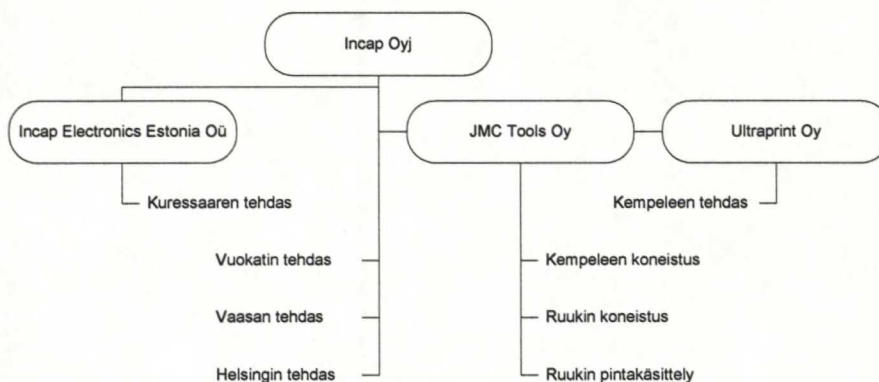 Incap Oyj
Incap Electronics Estonia Oü
JMC Tools Oy
Ultraprint Oy
Kuressaaren tehdas
Kempeleen tehdas
Vuokatin tehdas
Kempeleen koneistus
Vaasan tehdas
Ruukin koneistus
Helsingin tehdas
Ruukin pintakäsittely